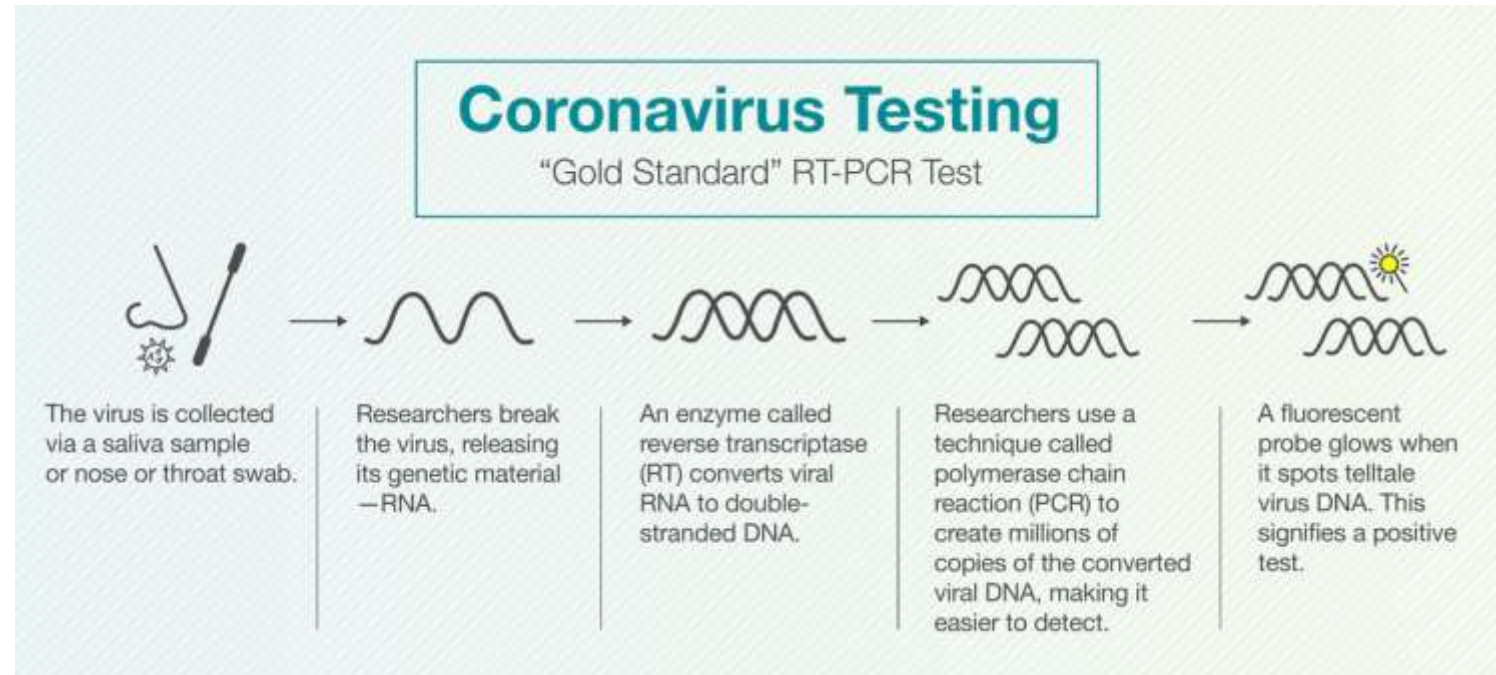 Coronavirus Testing
“Gold Standard” RT-PCR Test
The virus is collected
via a saliva sample
or nose or throat swab.
Researchers break
the virus, releasing
its genetic material
—RNA.
An enzyme called
reverse transcriptase
(RT) converts viral
RNA to double-
stranded DNA.
Researchers use a
technique called
polymerase chain
reaction (PCR) to
create millions of
copies of the converted
viral DNA, making it
easier to detect.
A fluorescent
probe glows when
it spots telltale
virus DNA. This
signifies a positive
test.